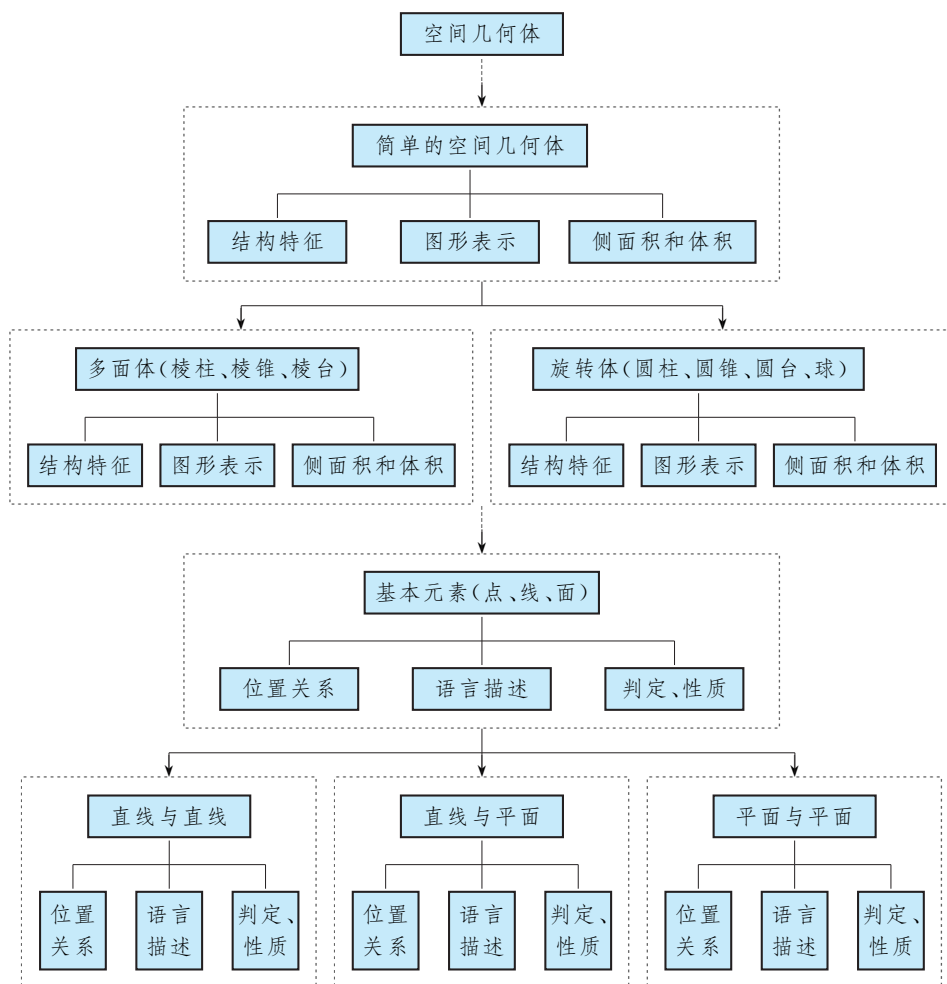 空间几何体
简单的空间几何体
结构特征
图形表示
侧面积和体积
多面体(棱柱、棱锥、棱台)
结构特征
图形表示
侧面积和体积
旋转体(圆柱、圆锥、圆台、球)
结构特征
图形表示
侧面积和体积
基本元素(点、线、面)
位置关系
语言描述
判定、性质
直线与直线
位置
关系
语言
描述
判定、
性质
直线与平面
位置
关系
语言
描述
判定、
性质
平面与平面
位置
关系
语言
描述
判定、
性质